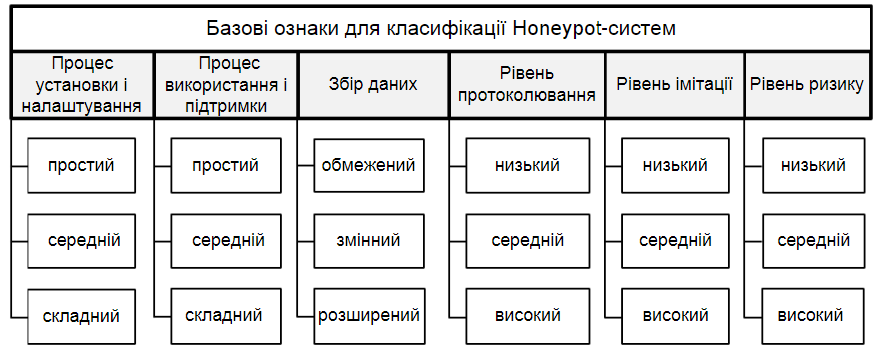 Базові ознаки для класифікації Honeypot-систем
Процес
установки і
налаштування
Процес
використання і
підтримки
Збір даних
Рівень
протоколювання
Рівень імітації
Рівень ризику
простий
простий
обмежений
низький
низький
низький
середній
середній
змінний
середній
середній
середній
складний
складний
розширений
високий
високий
високий